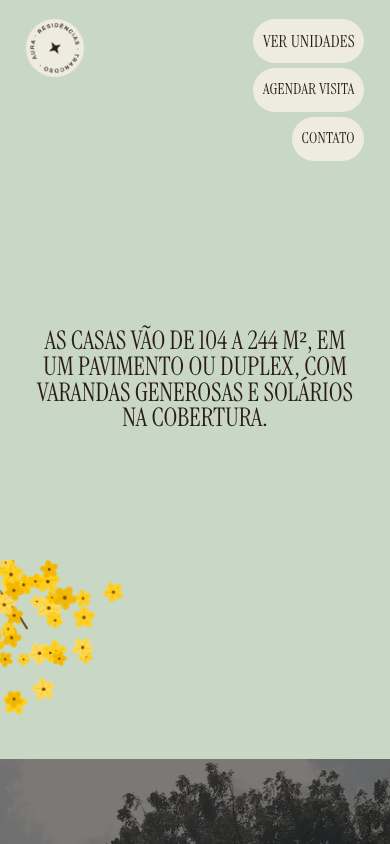 AURA · RESIDÊNCIAS · TRANCOSO ·
VER UNIDADES
AGENDAR VISITA
CONTATO
AS CASAS VÃO DE 104 A 244 M², EM
UM PAVIMENTO OU DUPLEX, COM
VARANDAS GENEROSAS E SOLÁRIOS
NA COBERTURA.